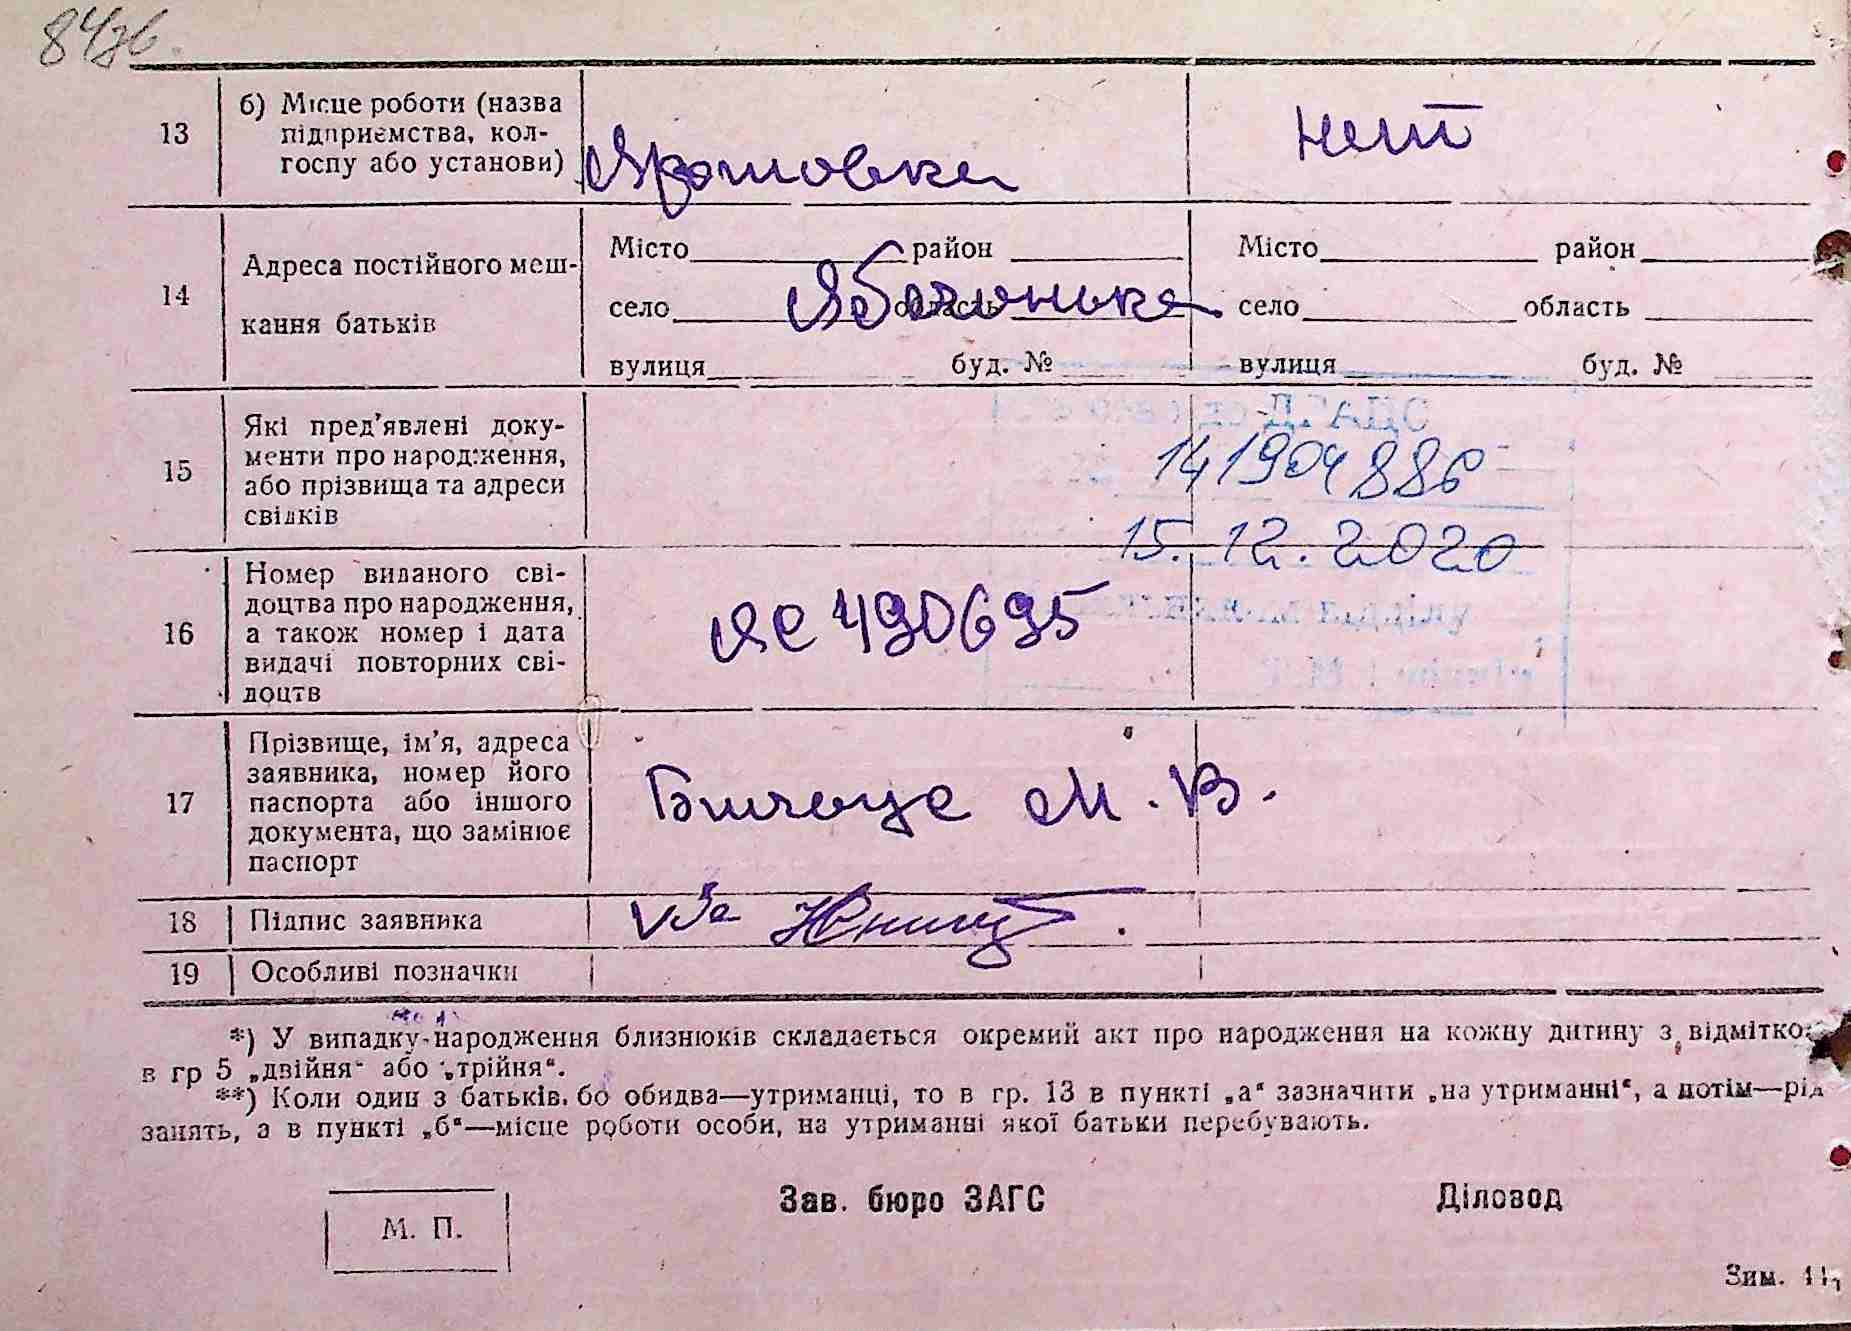 84зв.
13
б) Місце роботи (назва
підприємства, кол-
госпу або установи)
нет
14
Адреса постійного меш-
кання батьків
Місто район
село область
вулиця буд. №
Яблонька
Місто район
село область
вулиця буд. №
15
Які пред'явлені доку-
менти про народження,
або прізвища та адреси
свідків
141904886
15.12.2020
16
Номер виданого сві-
доцтва про народження,
а також номер і дата
видачі повторних сві-
доцтв
ЯС 490695
17
Прізвище, ім'я, адреса
заявника, номер його
паспорта або іншого
документа, що замінює
паспорт
М. В.
18
Підпис заявника
за
19
Особливі позначки
*) У випадку народження близнюків складається окремий акт про народження на кожну дитину з відмітко
в гр 5 „двійня“ або „трійня“.
**) Коли один з батьків, бо обидва—утриманці, то в гр. 13 в пункті „а“ зазначити „на утриманні“, а потім—рід
занять, а в пункті „б“—місце роботи особи, на утриманні якої батьки перебувають.
М. П.
Зав. бюро ЗАГС
Діловод
Зим.